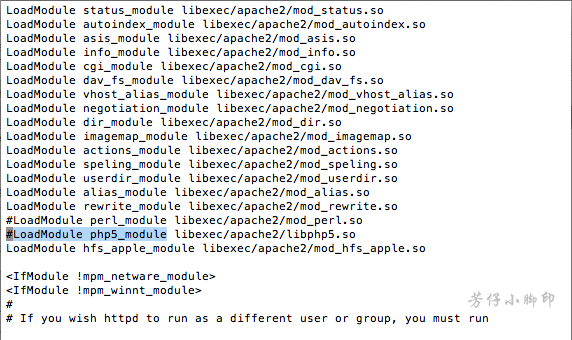 LoadModule status_module libexec/apache2/mod_status.so
LoadModule autoindex_module libexec/apache2/mod_autoindex.so
LoadModule asis_module libexec/apache2/mod_asis.so
LoadModule info_module libexec/apache2/mod_info.so
LoadModule cgi_module libexec/apache2/mod_cgi.so
LoadModule dav_fs_module libexec/apache2/mod_dav_fs.so
LoadModule vhost_alias_module libexec/apache2/mod_vhost_alias.so
LoadModule negotiation_module libexec/apache2/mod_negotiation.so
LoadModule dir_module libexec/apache2/mod_dir.so
LoadModule imagemap_module libexec/apache2/mod_imagemap.so
LoadModule actions_module libexec/apache2/mod_actions.so
LoadModule speling_module libexec/apache2/mod_speling.so
LoadModule userdir_module libexec/apache2/mod_userdir.so
LoadModule alias_module libexec/apache2/mod_alias.so
LoadModule rewrite_module libexec/apache2/mod_rewrite.so
#LoadModule perl_module libexec/apache2/mod_perl.so
#LoadModule php5_module libexec/apache2/libphp5.so
LoadModule hfs_apple_module libexec/apache2/mod_hfs_apple.so
<IfModule !mpm_netware_module>
<IfModule !mpm_winnt_module>
#
# If you wish httpd to run as a different user or group, you must run
芳仔小脚印